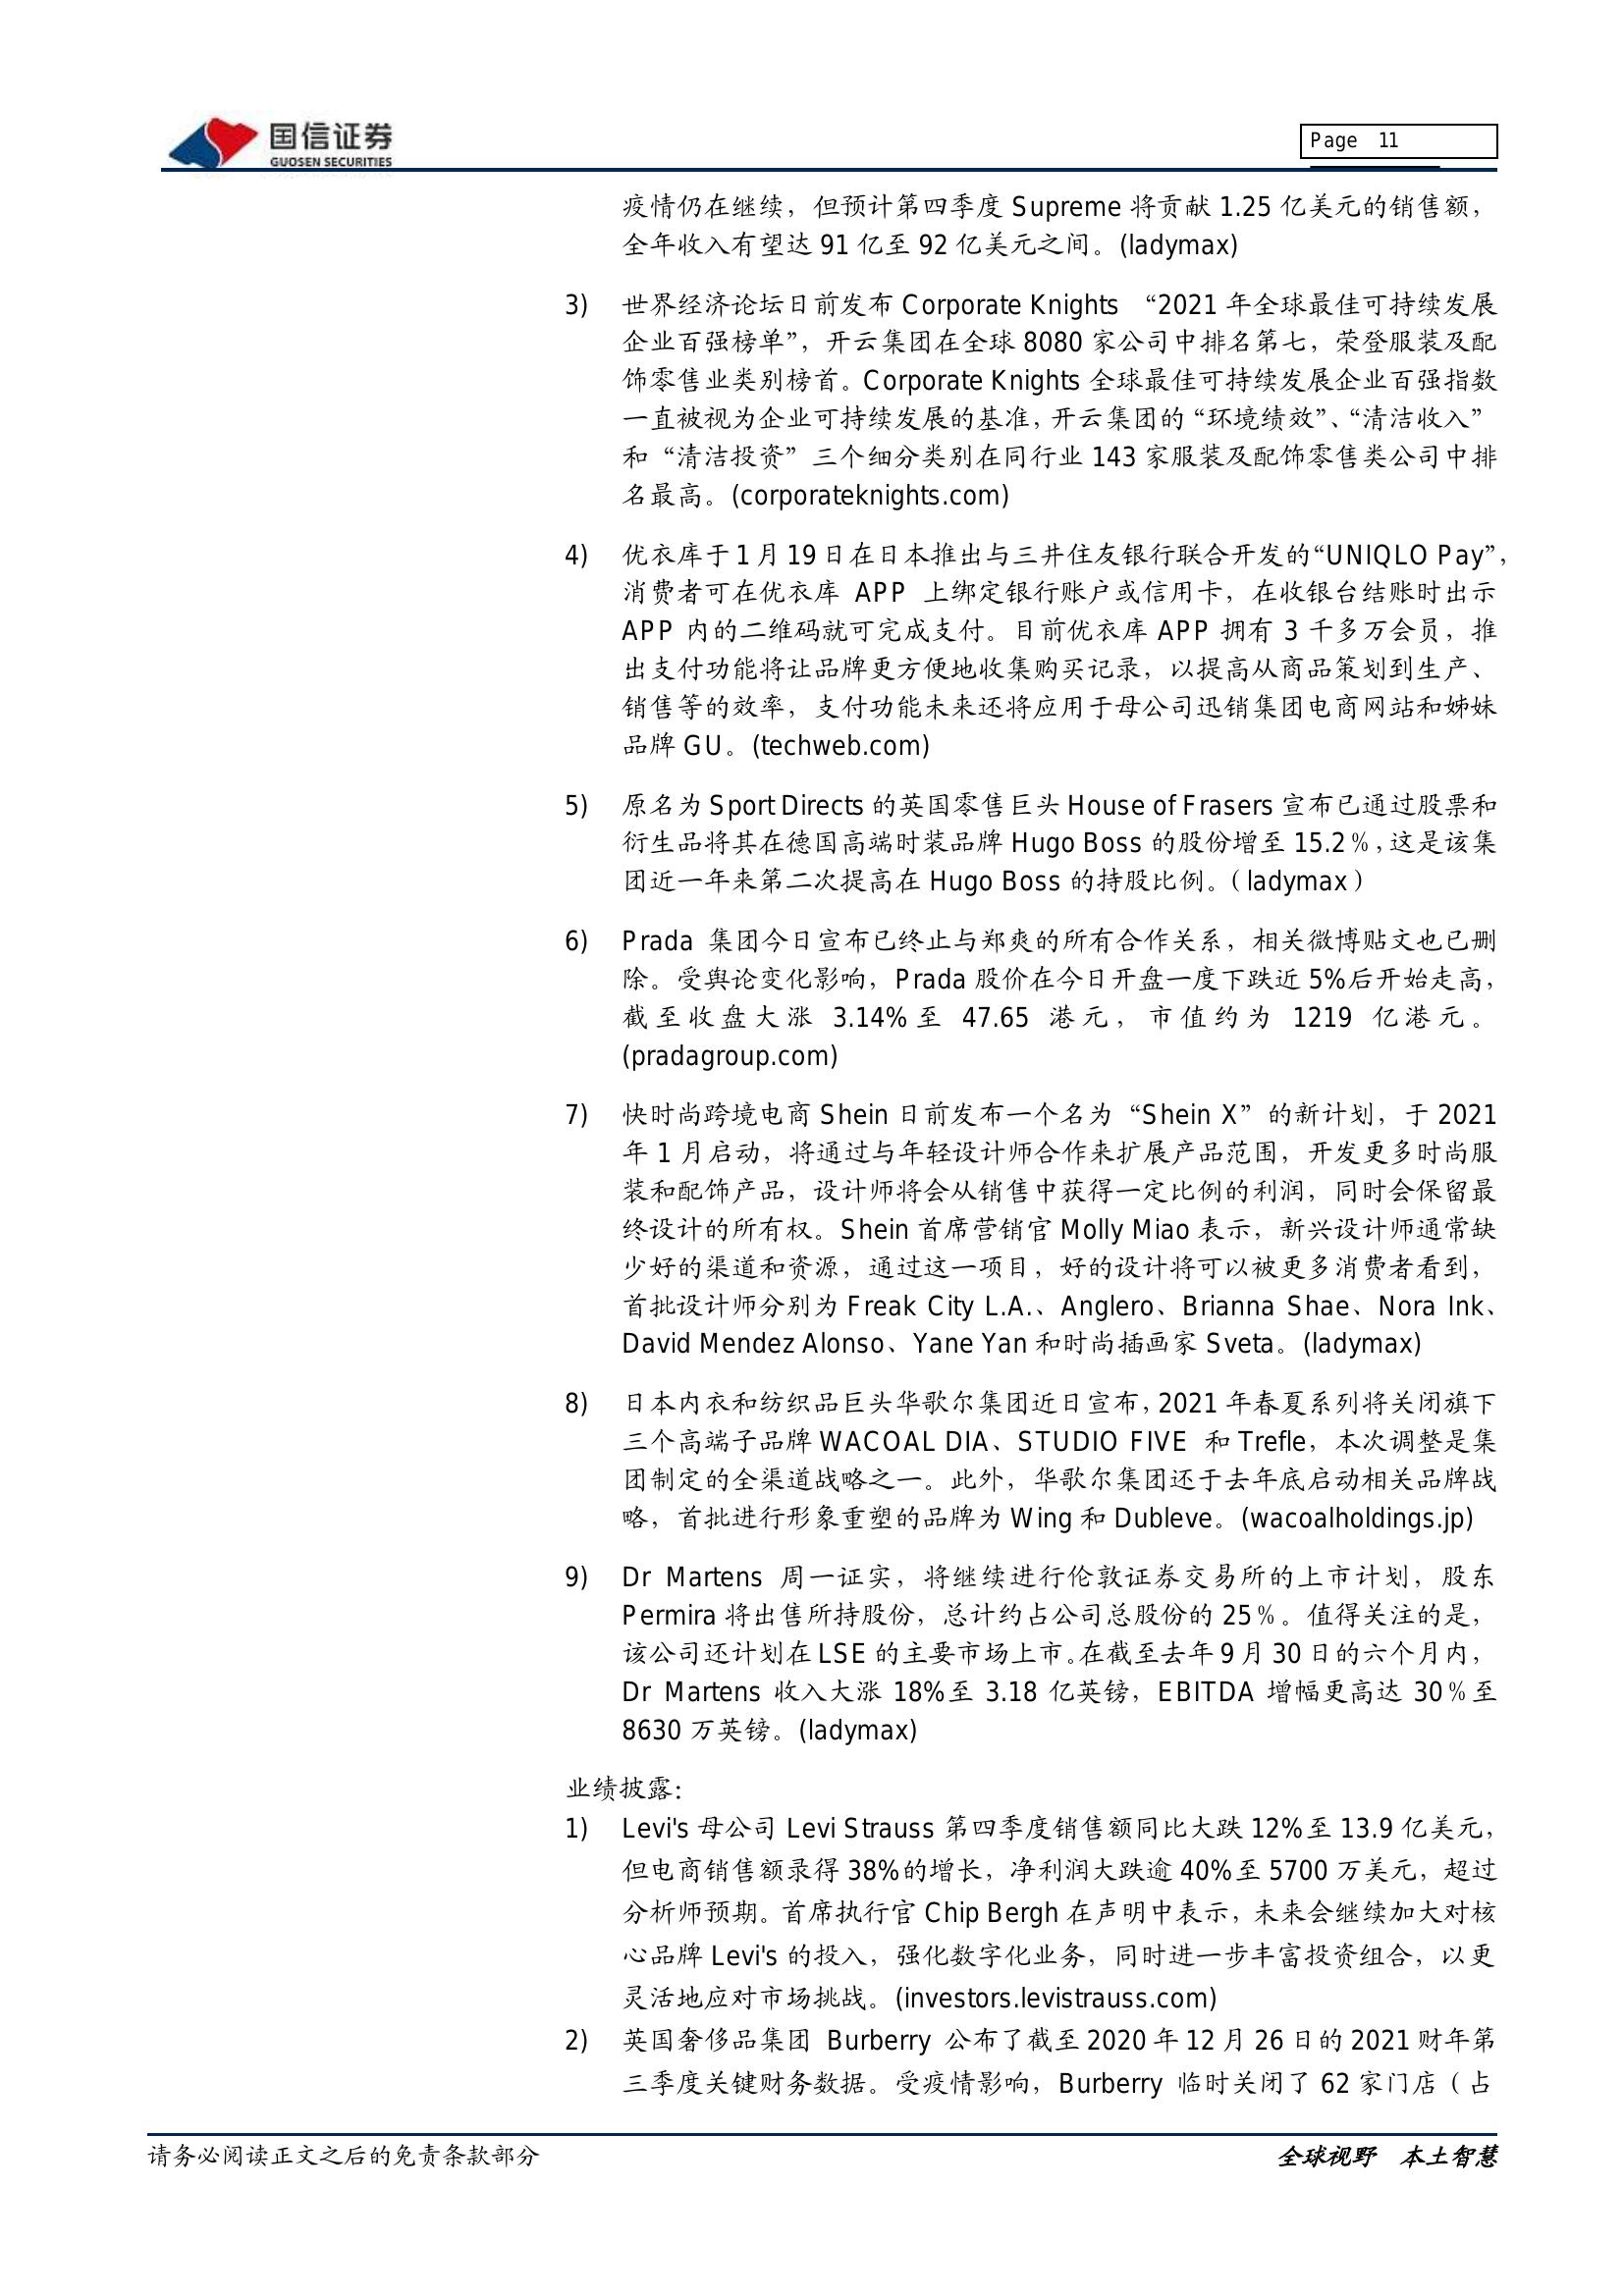 国信证券
GUOSEN SECURITIES
Page 11
疫情仍在继续，但预计第四季度 Supreme 将贡献 1.25 亿美元的销售额，
全年收入有望达 91 亿至 92 亿美元之间。(ladymax)
3) 世界经济论坛日前发布 Corporate Knights “2021 年全球最佳可持续发展
企业百强榜单”，开云集团在全球 8080 家公司中排名第七，荣登服装及配
饰零售业类别榜首。Corporate Knights 全球最佳可持续发展企业百强指数
一直被视为企业可持续发展的基准，开云集团的“环境绩效”、“清洁收入”
和“清洁投资”三个细分类别在同行业 143 家服装及配饰零售类公司中排
名最高。(corporateknights.com)
4) 优衣库于 1 月 19 日在日本推出与三井住友银行联合开发的“UNIQLO Pay”，
消费者可在优衣库 APP 上绑定银行账户或信用卡，在收银台结账时出示
APP 内的二维码就可完成支付。目前优衣库 APP 拥有 3 千多万会员，推
出支付功能将让品牌更方便地收集购买记录，以提高从商品策划到生产、
销售等的效率，支付功能未来还将应用于母公司迅销集团电商网站和姊妹
品牌 GU。(techweb.com)
5) 原名为 Sport Directs 的英国零售巨头 House of Frasers 宣布已通过股票和
衍生品将其在德国高端时装品牌 Hugo Boss 的股份增至 15.2％，这是该集
团近一年来第二次提高在 Hugo Boss 的持股比例。（ladymax）
6) Prada 集团今日宣布已终止与郑爽的所有合作关系，相关微博贴文也已删
除。受舆论变化影响，Prada 股价在今日开盘一度下跌近 5%后开始走高，
截至收盘大涨 3.14%至 47.65 港元，市值约为 1219 亿港元。
(pradagroup.com)
7) 快时尚跨境电商 Shein 日前发布一个名为“Shein X”的新计划，于 2021
年 1 月启动，将通过与年轻设计师合作来扩展产品范围，开发更多时尚服
装和配饰产品，设计师将会从销售中获得一定比例的利润，同时会保留最
终设计的所有权。Shein 首席营销官 Molly Miao 表示，新兴设计师通常缺
少好的渠道和资源，通过这一项目，好的设计将可以被更多消费者看到，
首批设计师分别为 Freak City L.A.、Anglero、Brianna Shae、Nora Ink、
David Mendez Alonso、Yane Yan 和时尚插画家 Sveta。(ladymax)
8) 日本内衣和纺织品巨头华歌尔集团近日宣布，2021 年春夏系列将关闭旗下
三个高端子品牌 WACOAL DIA、STUDIO FIVE 和 Trefle，本次调整是集
团制定的全渠道战略之一。此外，华歌尔集团还于去年底启动相关品牌战
略，首批进行形象重塑的品牌为 Wing 和 Dubleve。(wacoalholdings.jp)
9) Dr Martens 周一证实，将继续进行伦敦证券交易所的上市计划，股东
Permira 将出售所持股份，总计约占公司总股份的 25％。值得关注的是，
该公司还计划在 LSE 的主要市场上市。在截至去年 9 月 30 日的六个月内，
Dr Martens 收入大涨 18%至 3.18 亿英镑，EBITDA 增幅更高达 30％至
8630 万英镑。(ladymax)
业绩披露：
1) Levi's 母公司 Levi Strauss 第四季度销售额同比大跌 12%至 13.9 亿美元，
但电商销售额录得 38%的增长，净利润大跌逾 40%至 5700 万美元，超过
分析师预期。首席执行官 Chip Bergh 在声明中表示，未来会继续加大对核
心品牌 Levi's 的投入，强化数字化业务，同时进一步丰富投资组合，以更
灵活地应对市场挑战。(investors.levistrauss.com)
2) 英国奢侈品集团 Burberry 公布了截至 2020 年 12 月 26 日的 2021 财年第
三季度关键财务数据。受疫情影响，Burberry 临时关闭了 62 家门店（占
请务必阅读正文之后的免责条款部分
全球视野 本土智慧